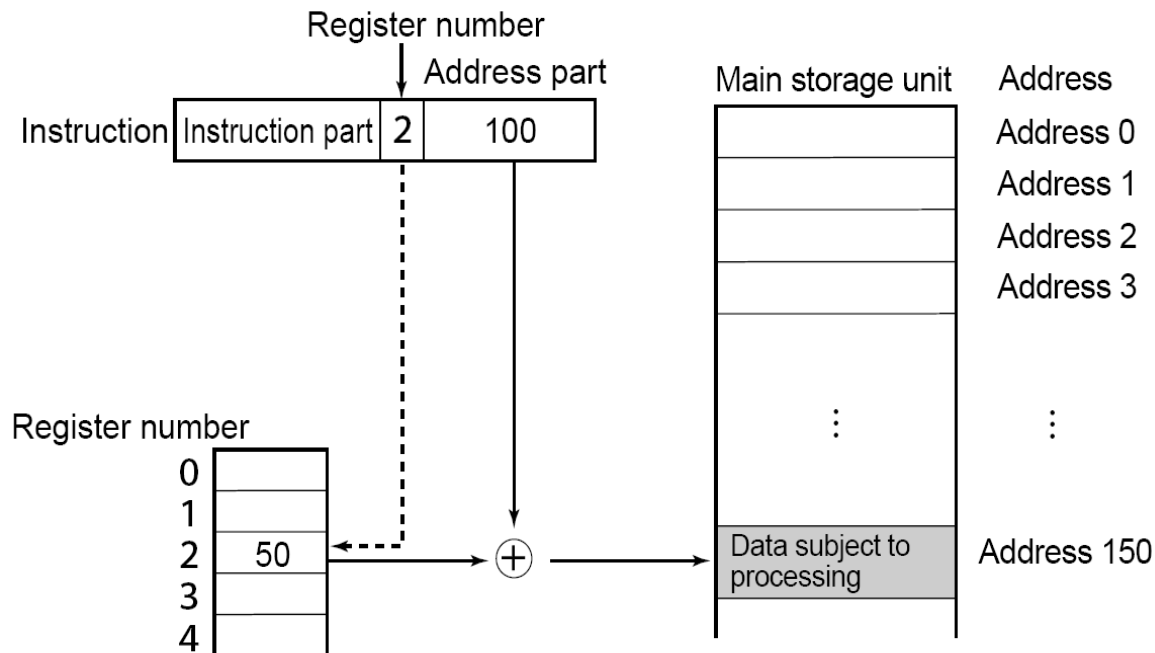 Register number
Address part
Instruction
Instruction part
2
100
Main storage unit
Address
Address 0
Address 1
Address 2
Address 3
⋮
⋮
Register number
0
1
2
50
3
4
+
Data subject to
processing
Address 150